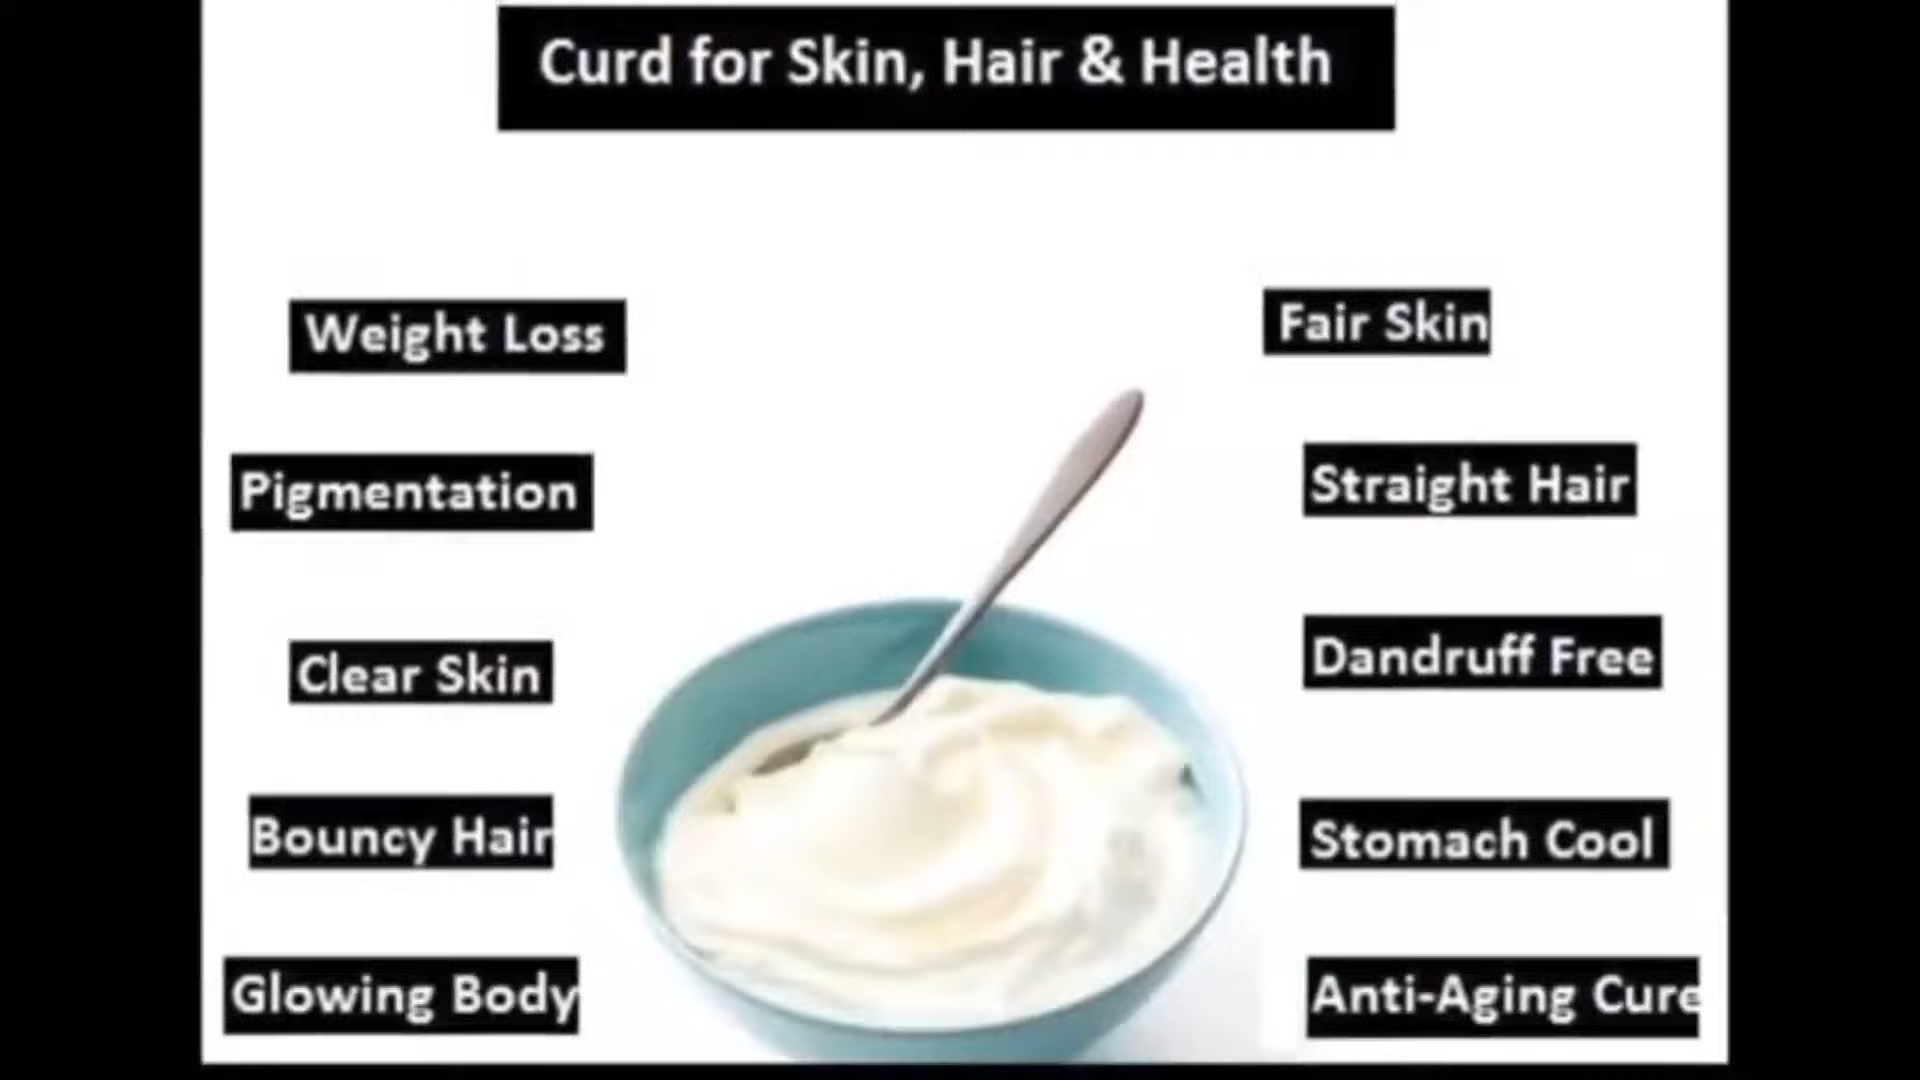 Curd for Skin, Hair & Health
Weight Loss
Pigmentation
Clear Skin
Bouncy Hair
Glowing Body
Fair Skin
Straight Hair
Dandruff Free
Stomach Cool
Anti-Aging Cure